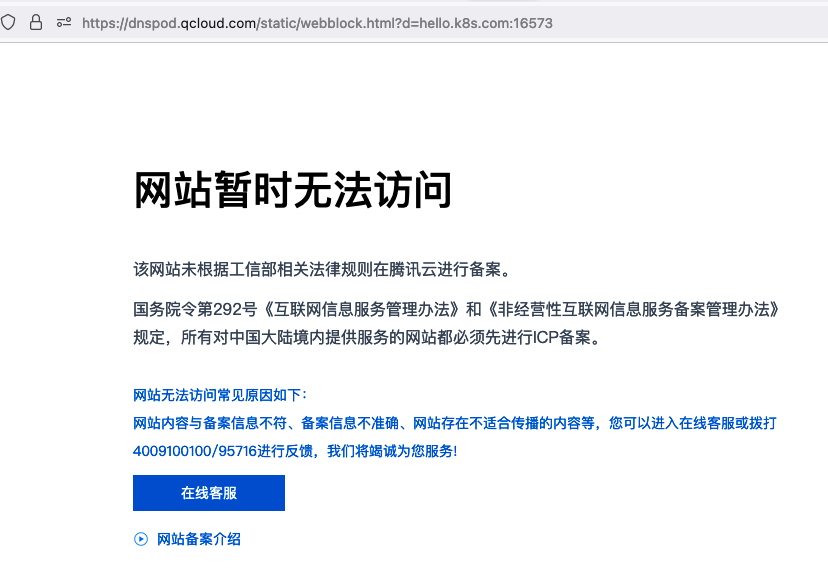 https://dnspod.qcloud.com/static/webblock.html?d=hello.k8s.com:16573
网站暂时无法访问
该网站未根据工信部相关法律规则在腾讯云进行备案。
国务院令第292号《互联网信息服务管理办法》和《非经营性互联网信息服务备案管理办法》
规定，所有对中国大陆境内提供服务的网站都必须先进行ICP备案。
网站无法访问常见原因如下：
网站内容与备案信息不符、备案信息不准确、网站存在不适合传播的内容等，您可以进入在线客服或拨打
4009100100/95716进行反馈，我们将竭诚为您服务!
在线客服
网站备案介绍